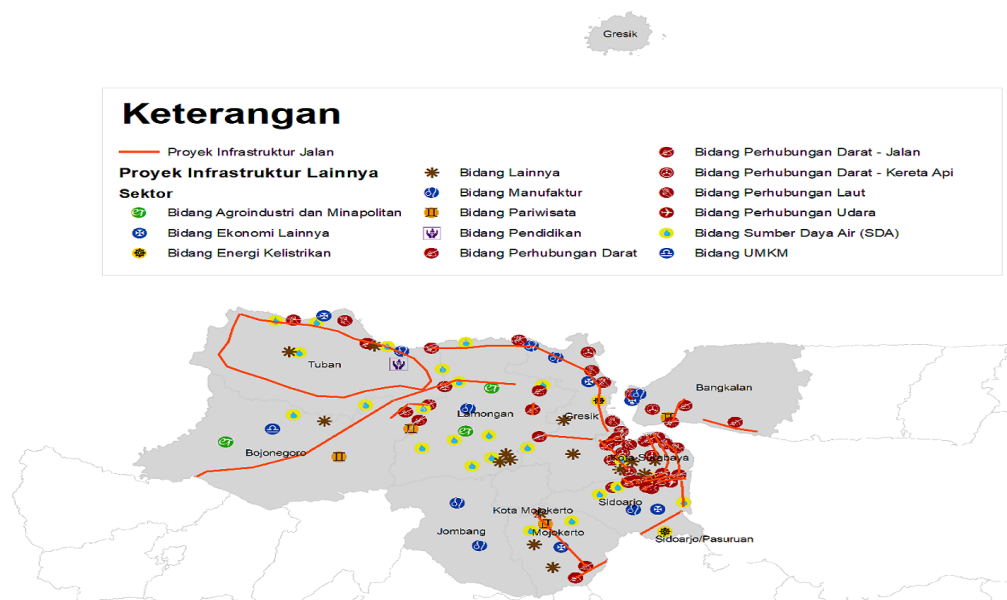 Gresik
Keterangan
Proyek Infrastruktur Jalan
Proyek Infrastruktur Lainnya
Sektor
Bidang Agroindustri dan Minapolitan
Bidang Ekonomi Lainnya
Bidang Energi Kelistrikan
Bidang Lainnya
Bidang Manufaktur
Bidang Pariwisata
Bidang Pendidikan
Bidang Perhubungan Darat
Bidang Perhubungan Darat - Jalan
Bidang Perhubungan Darat - Kereta Api
Bidang Perhubungan Laut
Bidang Perhubungan Udara
Bidang Sumber Daya Air (SDA)
Bidang UMKM
Tuban
Bangkalan
Lamongan
Gresik
Bojonegoro
Kota Surabaya
Sidoarjo
Kota Mojokerto
Jombang
Mojokerto
Sidoarjo/Pasuruan